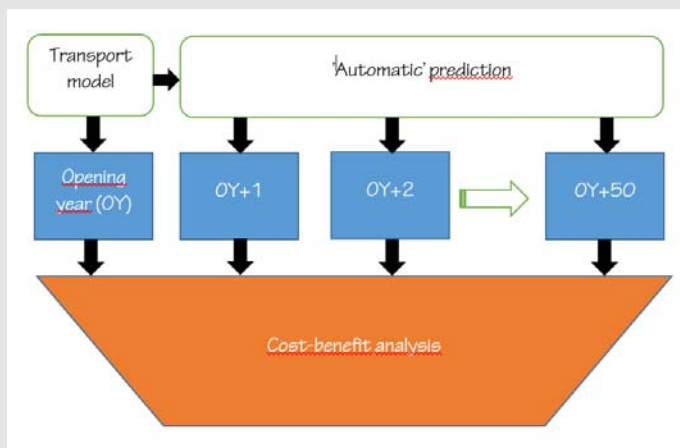 Transport
model
'Automatic' prediction
Opening
year (OY)
OY+1
OY+2
OY+50
Cost-benefit analysis